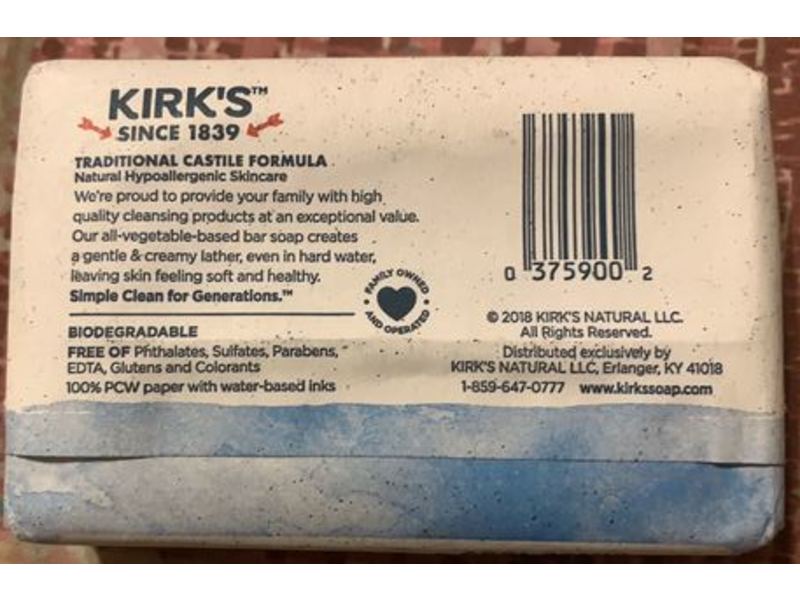 KIRK'S™
SINCE 1839
TRADITIONAL CASTILE FORMULA
Natural Hypoallergenic Skincare
We're proud to provide your family with high
quality cleansing products at an exceptional value.
Our all-vegetable-based bar soap creates
a gentle & creamy lather, even in hard water,
leaving skin feeling soft and healthy.
Simple Clean for Generations.™
FAMILY OWNED
AND OPERATED
BIODEGRADABLE
FREE OF Phthalates, Sulfates, Parabens,
EDTA, Glutens and Colorants
100% PCW paper with water-based inks
0 375900 2
© 2018 KIRK'S NATURAL LLC.
All Rights Reserved.
Distributed exclusively by
KIRK'S NATURAL LLC, Erlanger, KY 41018
1-859-647-0777 www.kirkssoap.com